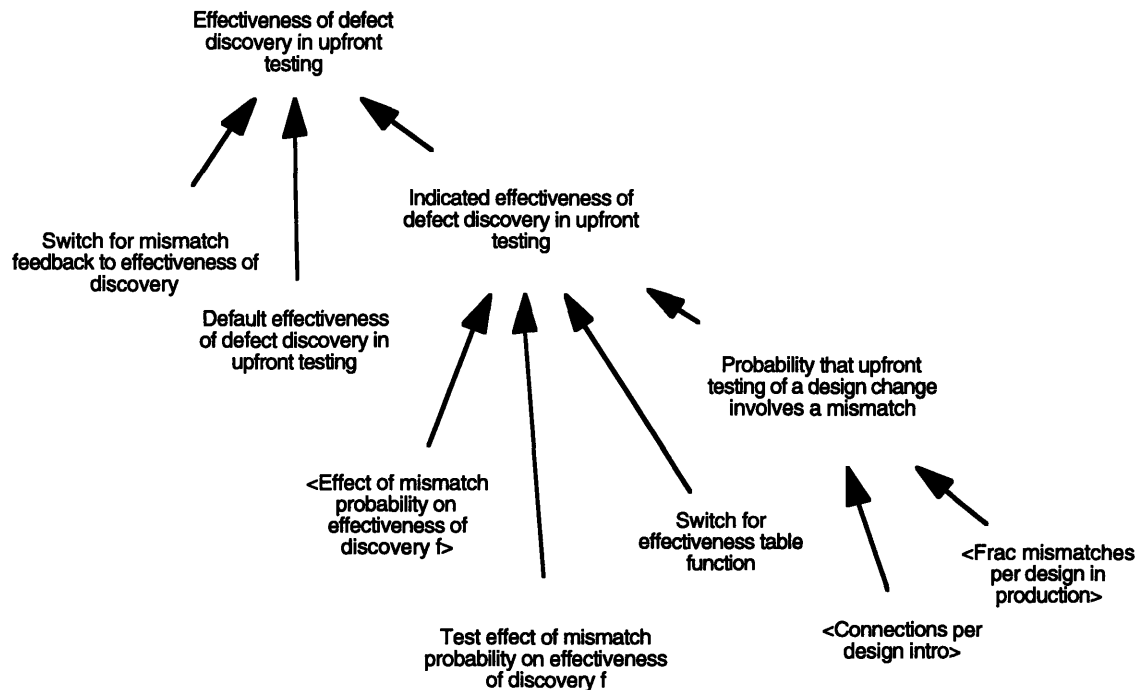 Effectiveness of defect
discovery in upfront
testing
Indicated effectiveness of
defect discovery in upfront
testing
Switch for mismatch
feedback to effectiveness of
discovery
Default effectiveness
of defect discovery in
upfront testing
Probability that upfront
testing of a design change
involves a mismatch
<Effect of mismatch
probability on
effectiveness of
discovery f>
Switch for
effectiveness table
function
<Frac mismatches
per design in
production>
Test effect of mismatch
probability on effectiveness
of discovery f
<Connections per
design intro>